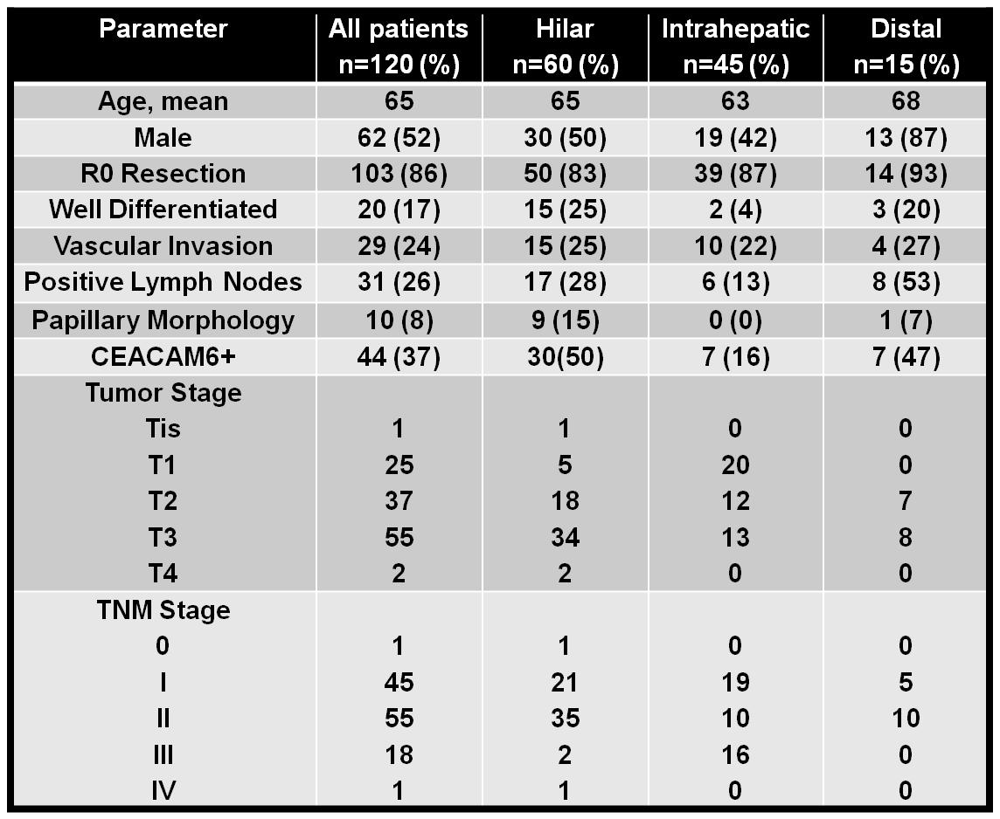 Parameter All patients Hilar Intrahepatic Distal
n=120 (%) n=60 (%) n=45 (%) n=15 (%)
Age, mean 65 65 63 68
Male 62 (52) 30 (50) 19 (42) 13 (87)
R0 Resection 103 (86) 50 (83) 39 (87) 14 (93)
Well Differentiated 20 (17) 15 (25) 2 (4) 3 (20)
Vascular Invasion 29 (24) 15 (25) 10 (22) 4 (27)
Positive Lymph Nodes 31 (26) 17 (28) 6 (13) 8 (53)
Papillary Morphology 10 (8) 9 (15) 0 (0) 1 (7)
CEACAM6+ 44 (37) 30(50) 7 (16) 7 (47)
Tumor Stage
Tis 1 1 0 0
T1 25 5 20 0
T2 37 18 12 7
T3 55 34 13 8
T4 2 2 0 0
TNM Stage
0 1 1 0 0
I 45 21 19 5
II 55 35 10 10
III 18 2 16 0
IV 1 1 0 0